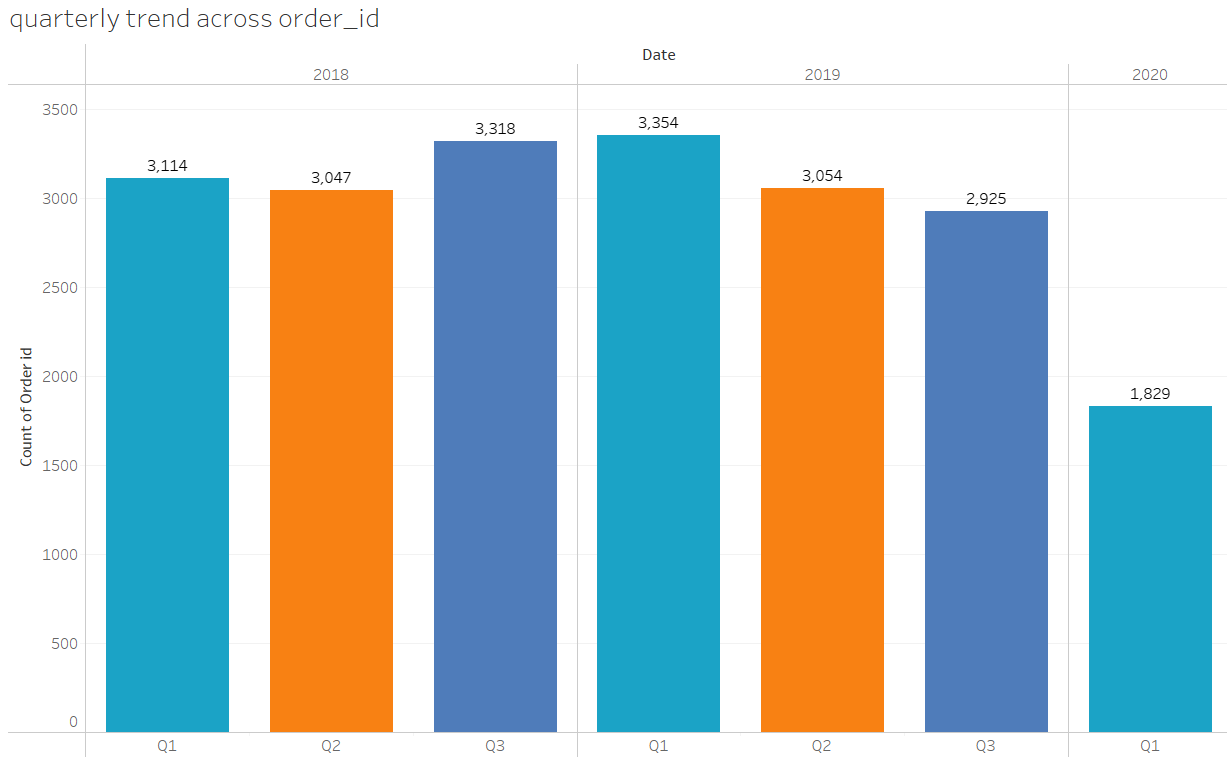 quarterly trend across order_id
Date
2018 2019 2020
3500
3000
2500
2000
1500
1000
500
0
Count of Order id
3,114 3,047 3,318 3,354 3,054 2,925 1,829
Q1 Q2 Q3 Q1 Q2 Q3 Q1